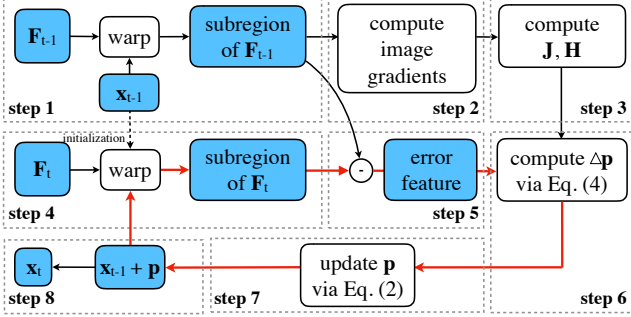 F_t-1
warp
subregion
of F_t-1
compute
image
gradients
compute
J, H
x_t-1
step 1
step 2
step 3
initialization
F_t
warp
subregion
of F_t
-
error
feature
compute Δp
via Eq. (4)
step 4
step 5
x_t
x_t-1 + p
update p
via Eq. (2)
step 8
step 7
step 6